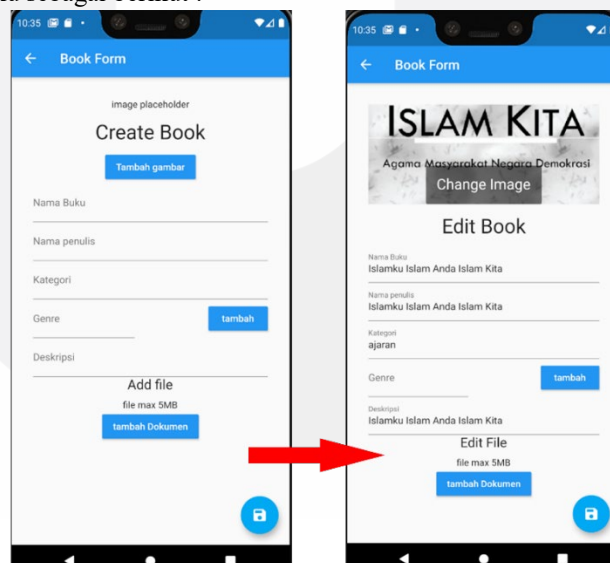 10:35
Book Form
image placeholder
Create Book
Tambah gambar
Nama Buku
Nama penulis
Kategori
Genre
tambah
Deskripsi
Add file
file max 5MB
tambah Dokumen
10:35
Book Form
ISLAM KITA
Agama Masyarakat Negara Demokrasi
Change Image
Edit Book
Nama Buku
Islamku Islam Anda Islam Kita
Nama penulis
Islamku Islam Anda Islam Kita
Kategori
ajaran
Genre
tambah
Deskripsi
Islamku Islam Anda Islam Kita
Edit File
file max 5MB
tambah Dokumen